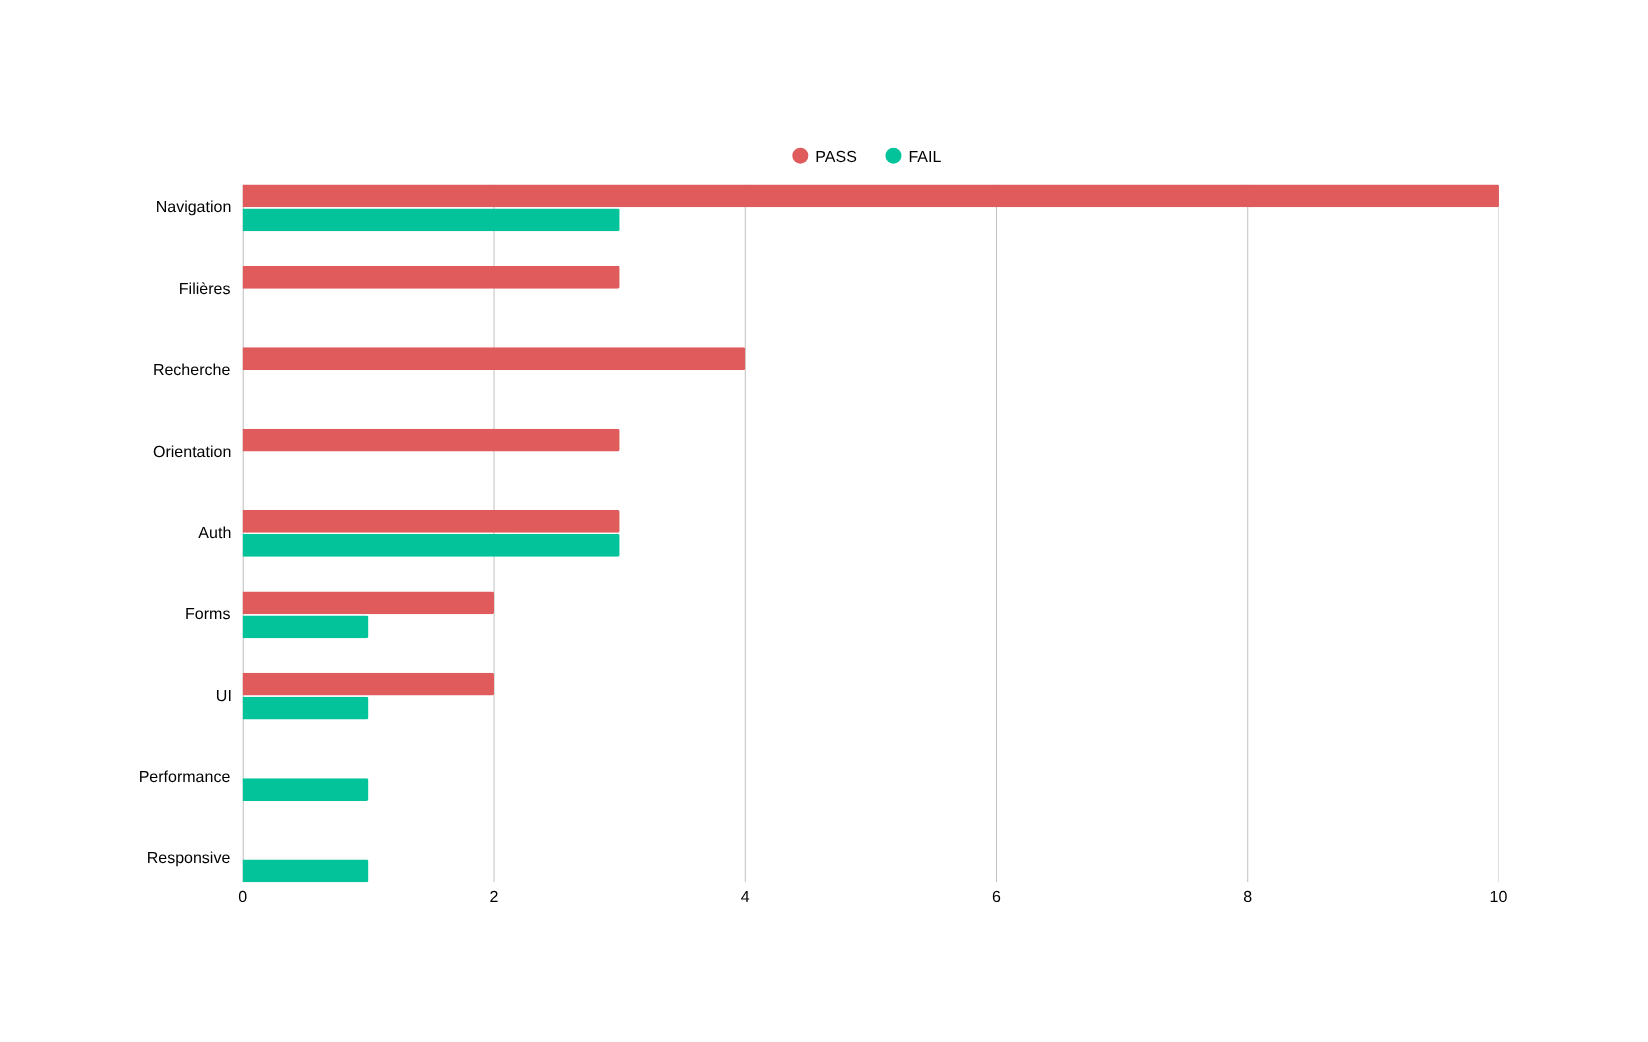 PASS FAIL
Navigation
Filières
Recherche
Orientation
Auth
Forms
UI
Performance
Responsive
0 2 4 6 8 10